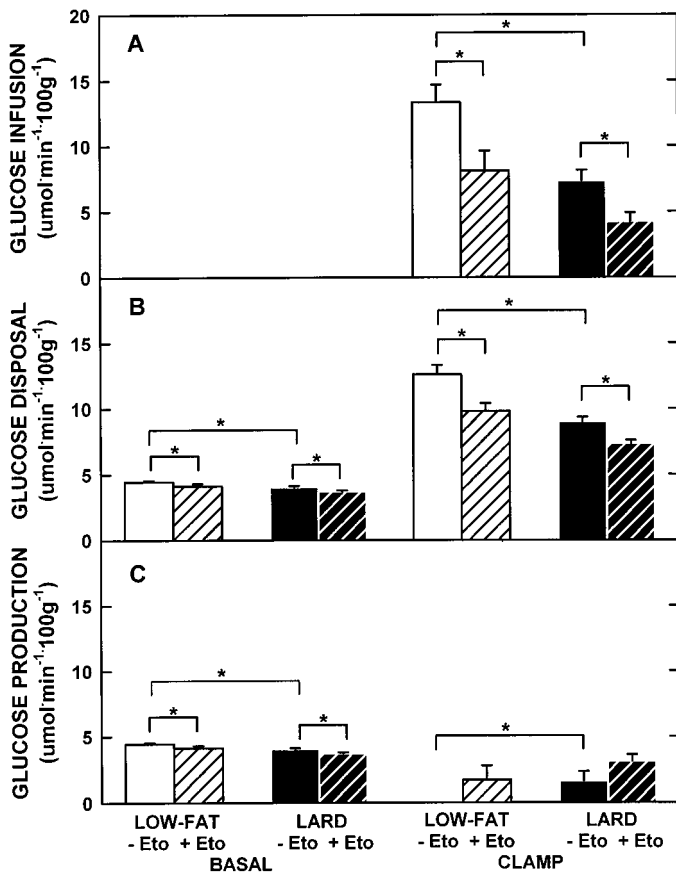 A
GLUCOSE INFUSION
(umol·min⁻¹·100g⁻¹)
20
15
10
5
0
*
*
*
B
GLUCOSE DISPOSAL
(umol·min⁻¹·100g⁻¹)
15
10
5
0
*
*
*
*
*
*
C
GLUCOSE PRODUCTION
(umol·min⁻¹·100g⁻¹)
15
10
5
0
*
*
*
*
LOW-FAT LARD LOW-FAT LARD
- Eto + Eto - Eto + Eto - Eto + Eto - Eto + Eto
BASAL CLAMP